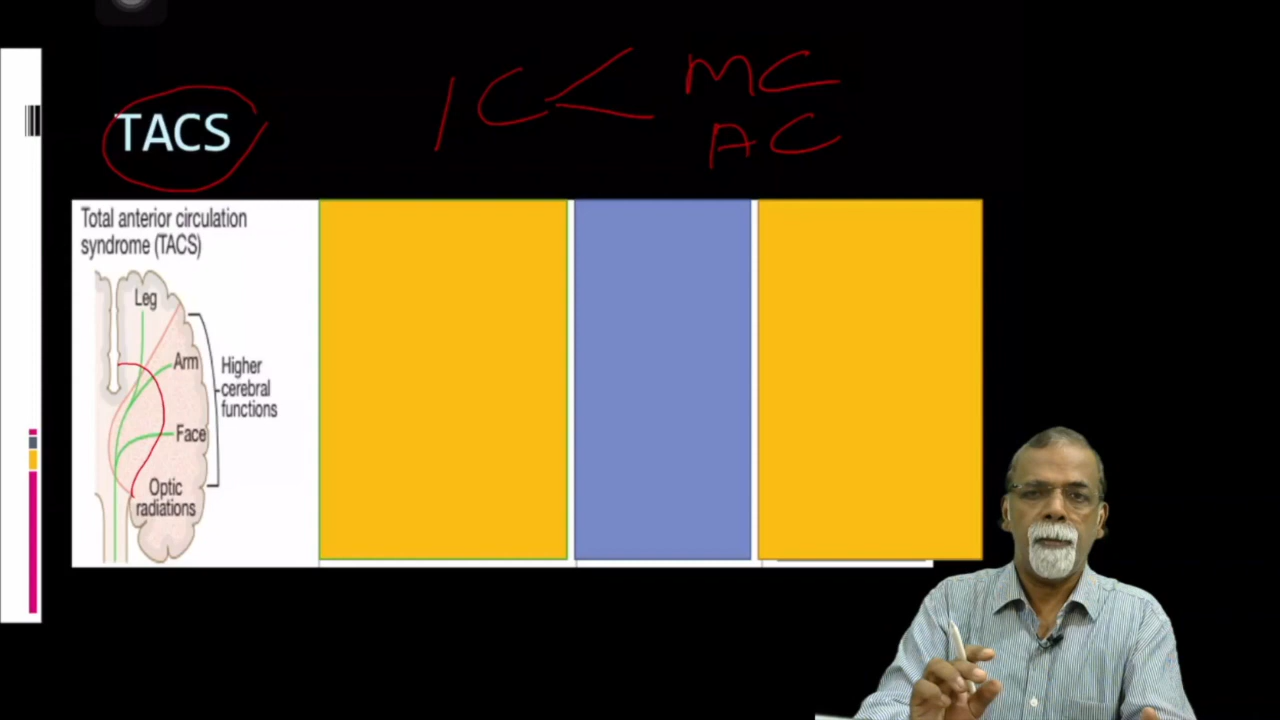 IC < MC
AC
TACS
Total anterior circulation
syndrome (TACS)
Leg
Arm
Higher
cerebral
functions
Face
Optic
radiations